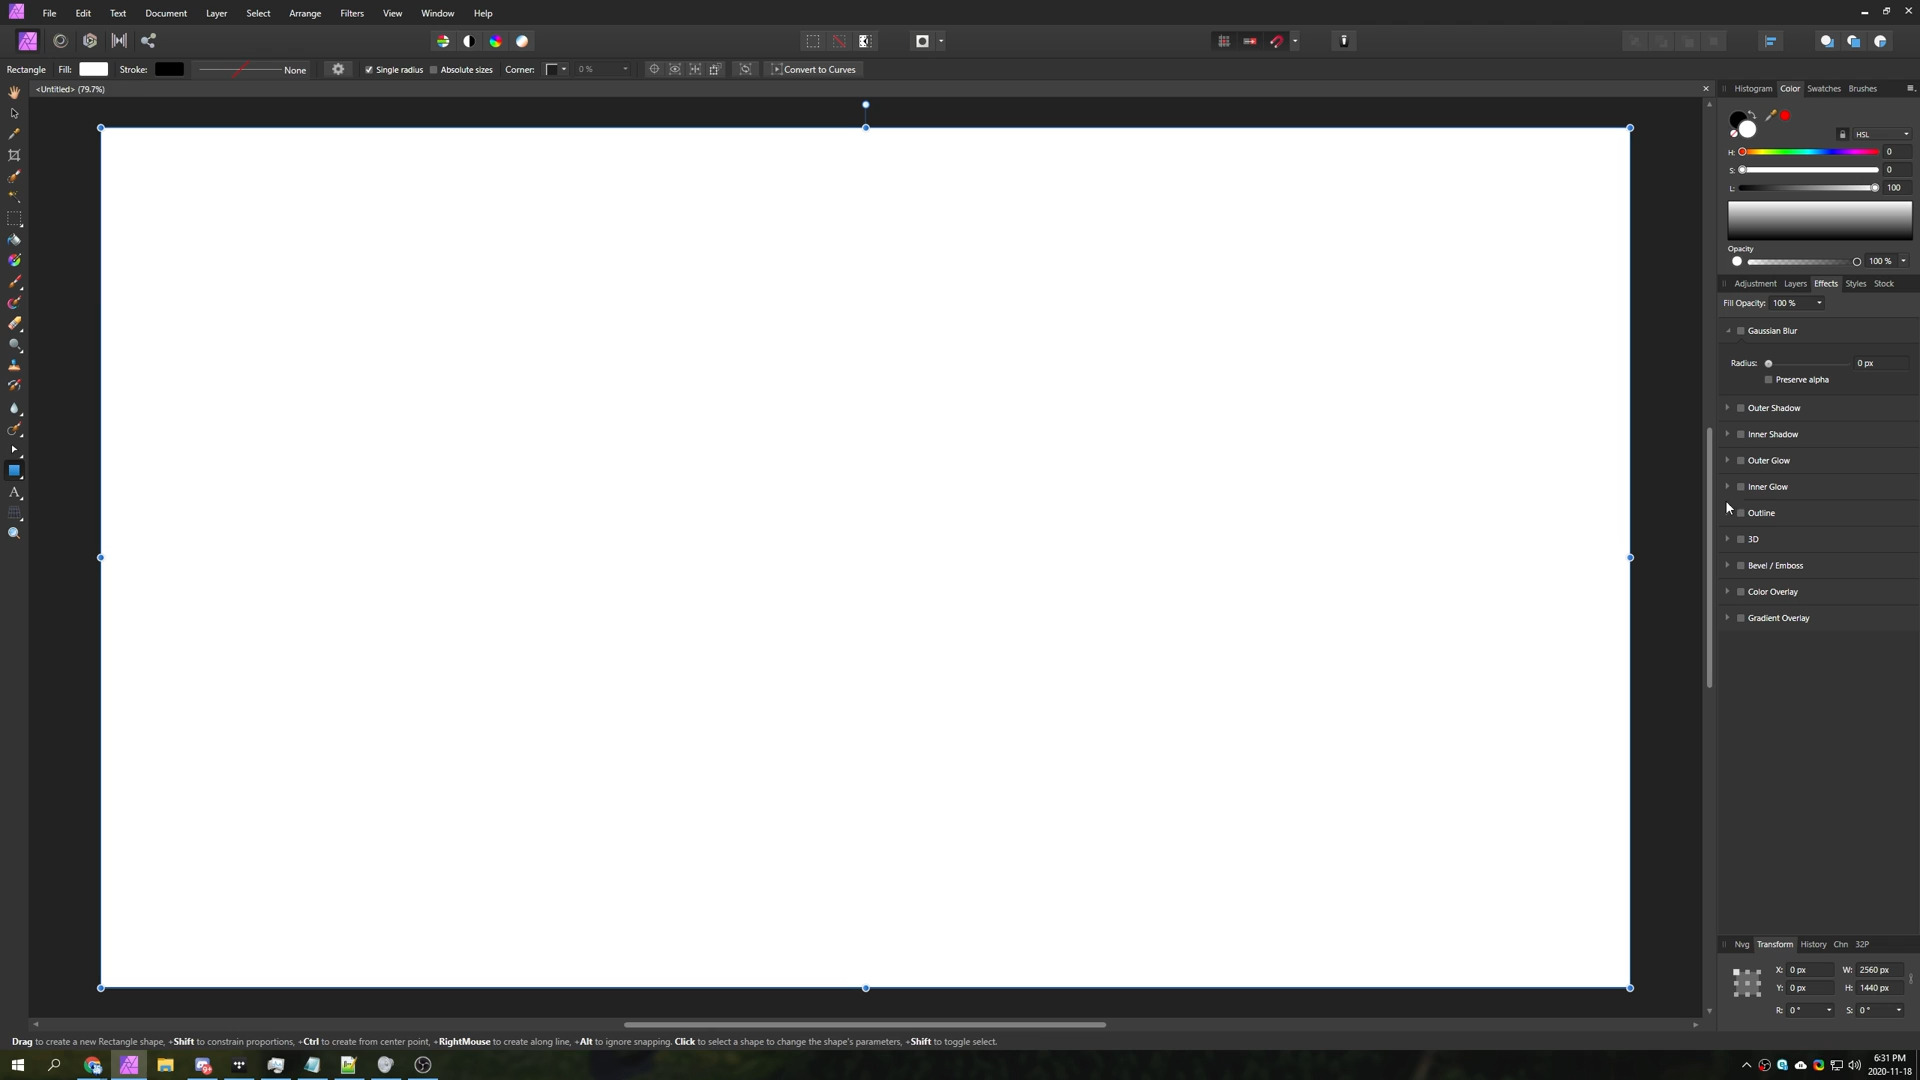 File Edit Text Document Layer Select Arrange Filters View Window Help
Rectangle Fill: Stroke: None Single radius Absolute sizes Corner: 0 % Convert to Curves
<Untitled> (79.7%)
Histogram Color Swatches Brushes
HSL
H: 0
S: 0
L: 100
Opacity
100 %
Adjustment Layers Effects Styles Stock
Fill Opacity: 100 %
Gaussian Blur
Radius: 0 px
Preserve alpha
Outer Shadow
Inner Shadow
Outer Glow
Inner Glow
Outline
3D
Bevel / Emboss
Color Overlay
Gradient Overlay
Nvg Transform History Chn 32P
X: 0 px W: 2560 px
Y: 0 px H: 1440 px
R: 0 ° S: 0 °
Drag to create a new Rectangle shape, +Shift to constrain proportions, +Ctrl to create from center point, +RightMouse to create along line, +Alt to ignore snapping. Click to select a shape to change the shape's parameters, +Shift to toggle select.
6:31 PM
2020-11-18